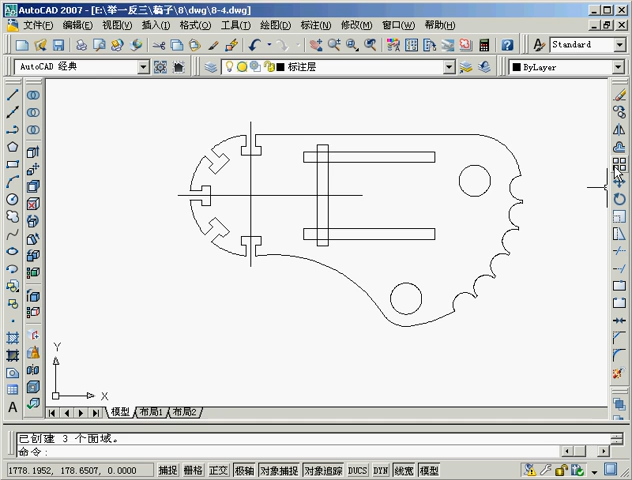 AutoCAD 2007 - [E:\举一反三\稿子\8\dwg\8-4.dwg]
文件(F) 编辑(E) 视图(V) 插入(I) 格式(O) 工具(T) 绘图(D) 标注(N) 修改(M) 窗口(W) 帮助(H)
Standard
AutoCAD 经典 标注层 ByLayer
Y
X
模型 布局1 布局2
已创建 3 个面域。
命令:
1778.1952, 178.6507, 0.0000 捕捉 栅格 正交 极轴 对象捕捉 对象追踪 DUCS DYN 线宽 模型